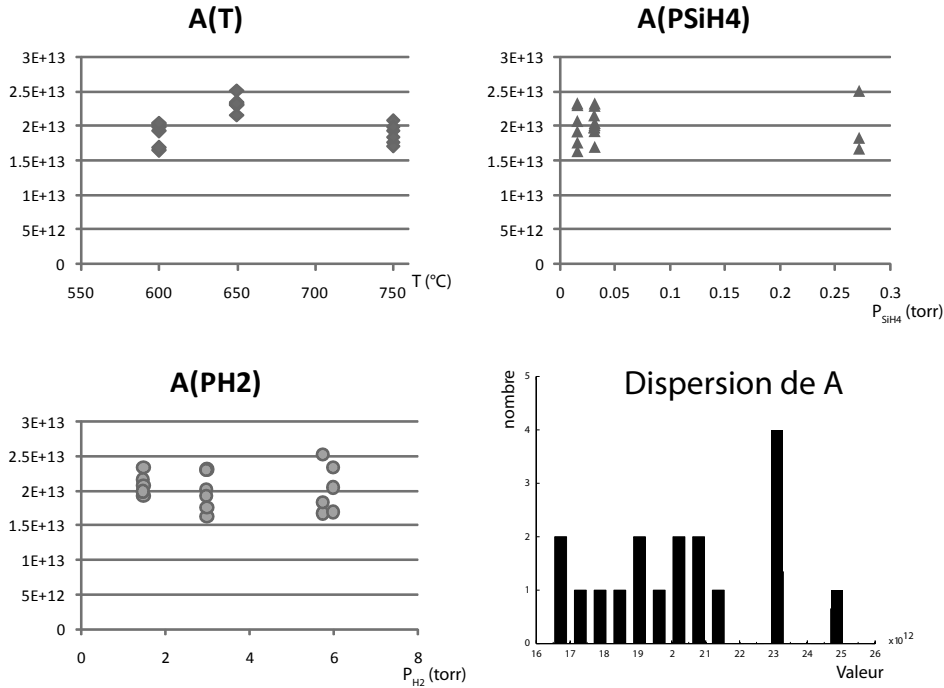 A(T)
3E+13
2.5E+13
2E+13
1.5E+13
1E+13
5E+12
0
550 600 650 700 750
T (°C)
A(PSiH4)
3E+13
2.5E+13
2E+13
1.5E+13
1E+13
5E+12
0
0 0.05 0.1 0.15 0.2 0.25 0.3
P_SiH4 (torr)
A(PH2)
3E+13
2.5E+13
2E+13
1.5E+13
1E+13
5E+12
0
0 2 4 6 8
P_H2 (torr)
Dispersion de A
nombre
5
4
3
2
1
0
16 17 18 19 2 21 22 23 24 25 26
x10^12
Valeur